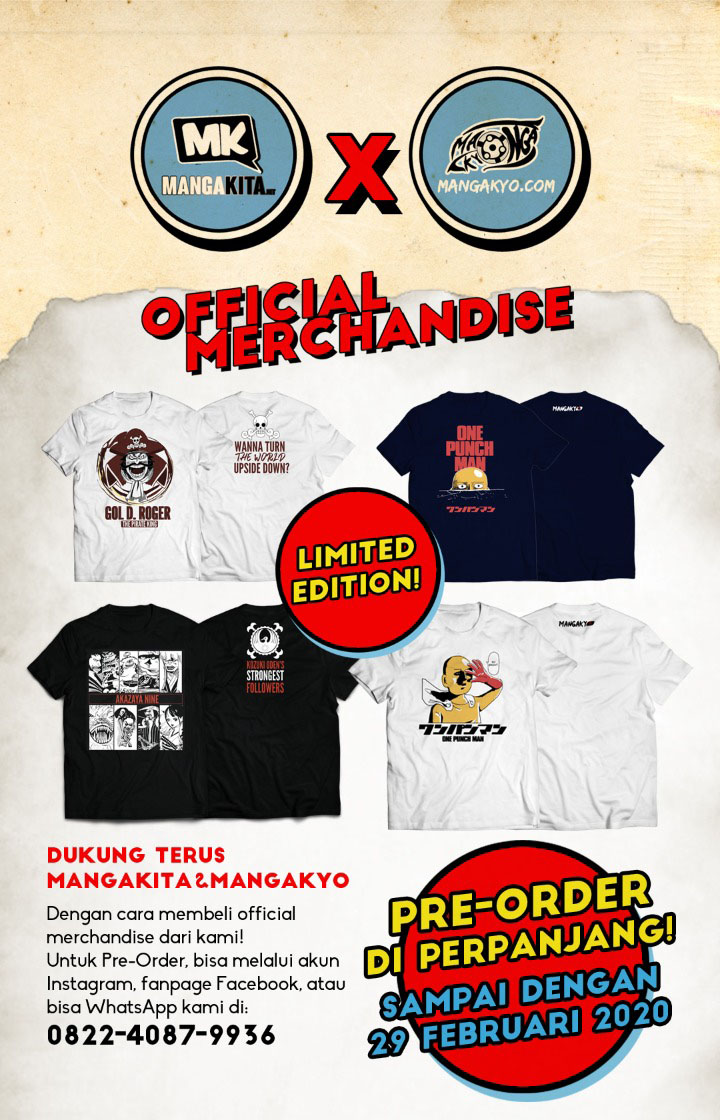 MK
MANGAKITA.NET
X
MANGA
KYO
MANGAKYO.COM
OFFICIAL
MERCHANDISE
GOL D. ROGER
THE PIRATE KING
WANNA TURN
THE WORLD
UPSIDE DOWN?
ONE
PUNCH
MAN
ワンパンマン
MANGAKYO
LIMITED
EDITION!
AKAZAYA NINE
KOZUKI ODEN'S
STRONGEST
FOLLOWERS
ワンパンマン
ONE PUNCH MAN
MANGAKYO
DUKUNG TERUS
MANGAKITA&MANGAKYO
Dengan cara membeli official
merchandise dari kami!
Untuk Pre-Order, bisa melalui akun
Instagram, fanpage Facebook, atau
bisa WhatsApp kami di:
0822-4087-9936
PRE-ORDER
DI PERPANJANG!
SAMPAI DENGAN
29 FEBRUARI 2020